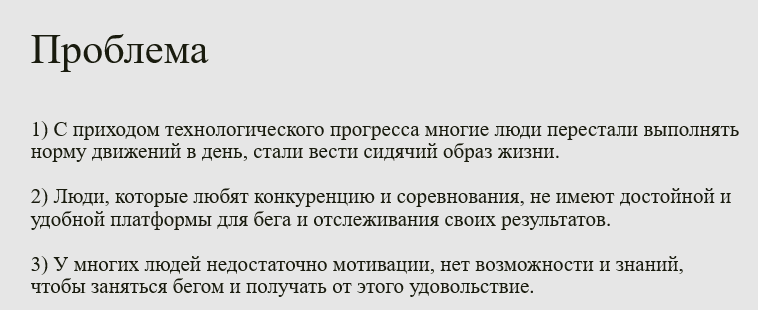 Проблема
1) С приходом технологического прогресса многие люди перестали выполнять
норму движений в день, стали вести сидячий образ жизни.
2) Люди, которые любят конкуренцию и соревнования, не имеют достойной и
удобной платформы для бега и отслеживания своих результатов.
3) У многих людей недостаточно мотивации, нет возможности и знаний,
чтобы заняться бегом и получать от этого удовольствие.